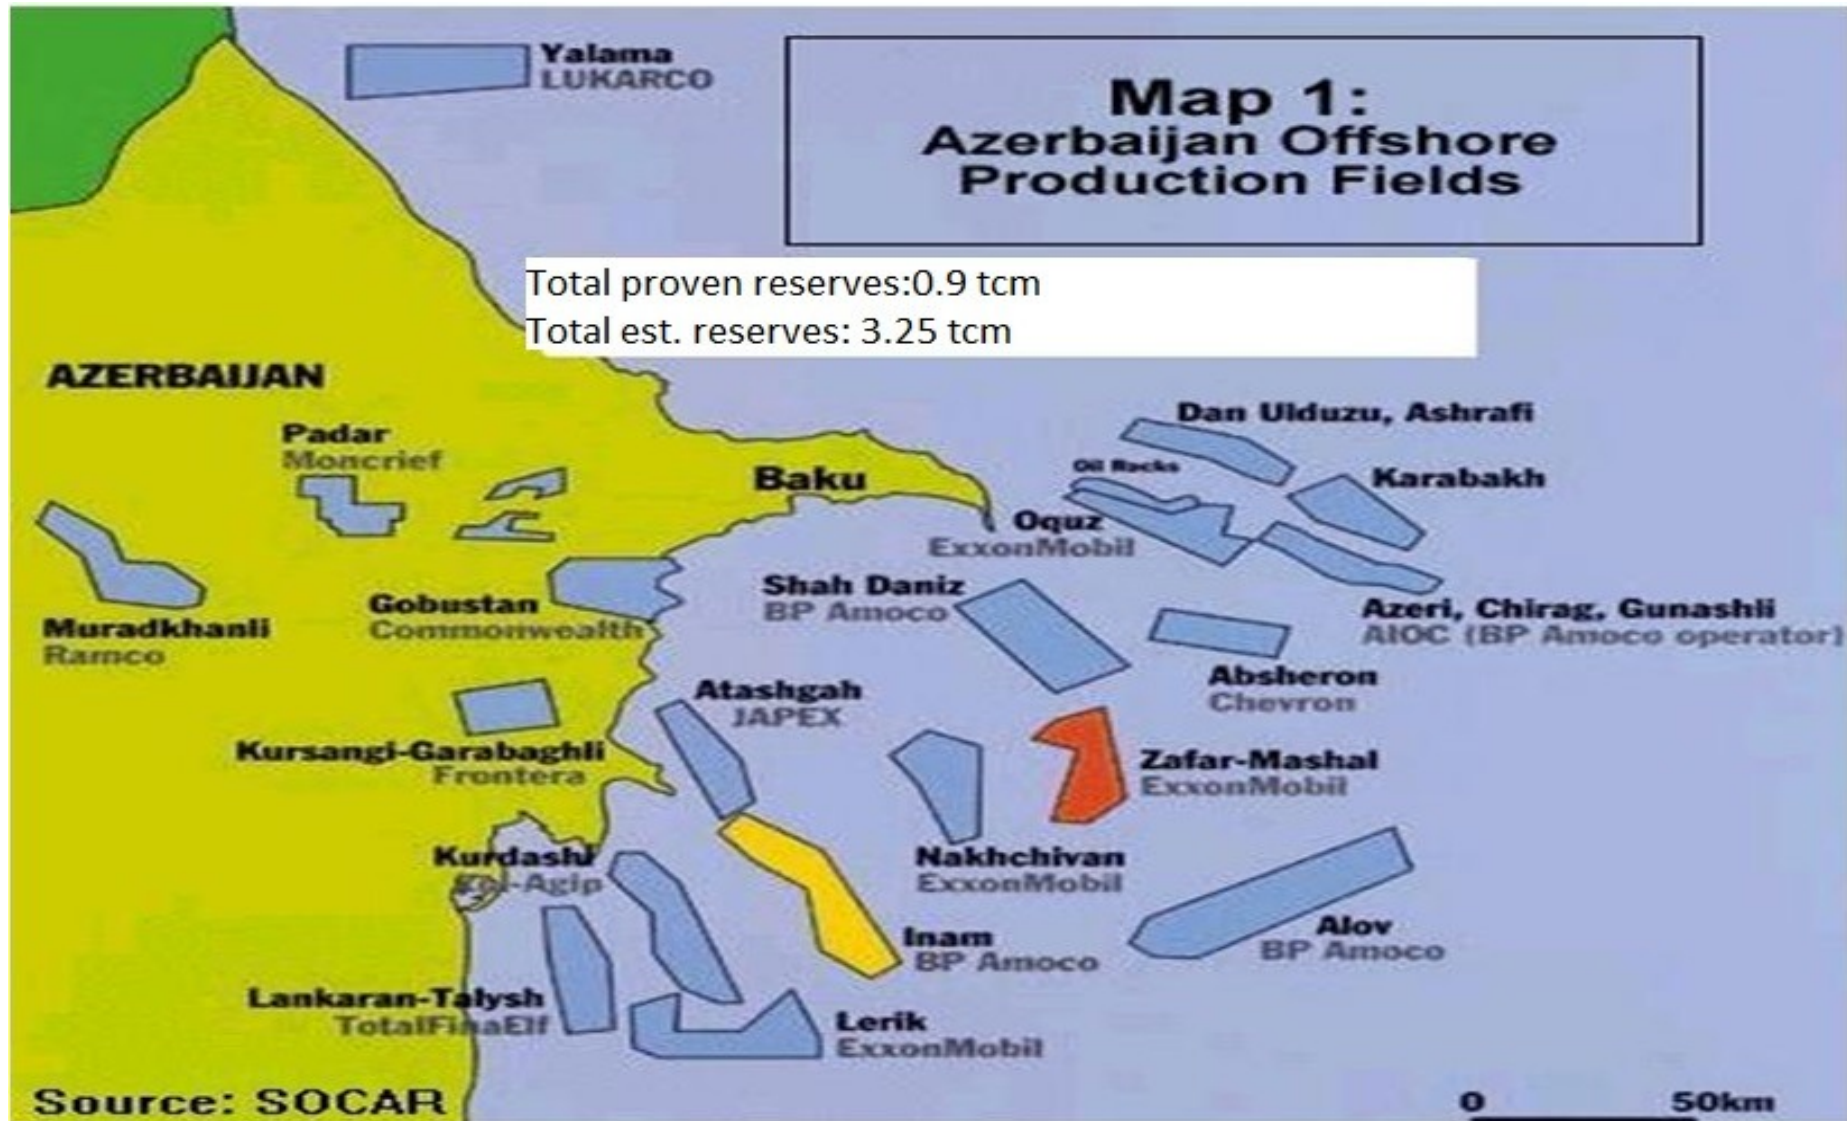 Yalama
LUKARCO
Map 1:
Azerbaijan Offshore
Production Fields
Total proven reserves:0.9 tcm
Total est. reserves: 3.25 tcm
AZERBAIJAN
Padar
Moncrief
Baku
Dan Ulduzu, Ashrafi
Oil Rocks
Karabakh
Oquz
ExxonMobil
Shah Daniz
BP Amoco
Gobustan
Commonwealth
Muradkhanli
Ramco
Azeri, Chirag, Gunashli
AIOC (BP Amoco operator)
Absheron
Chevron
Atashgah
JAPEX
Kursangi-Garabaghli
Frontera
Zafar-Mashal
ExxonMobil
Kurdashi
Nakhchivan
ExxonMobil
Inam
BP Amoco
Alov
BP Amoco
Lankaran-Talysh
TotalFinaElf
Lerik
ExxonMobil
Source: SOCAR
0 50km